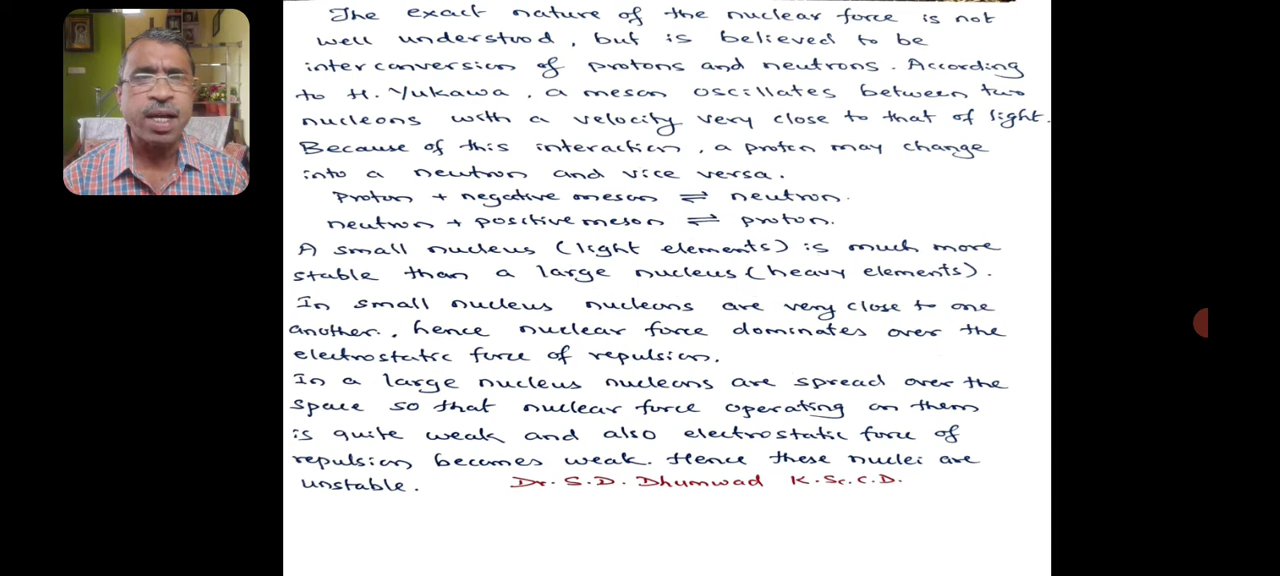 The exact nature of the nuclear force is not
well understood, but is believed to be
interconversion of protons and neutrons. According
to H. Yukawa, a meson oscillates between two
nucleons with a velocity very close to that of light.
Because of this interaction, a proton may change
into a neutron and vice versa.
Proton + negative meson ⇌ neutron.
neutron + positive meson ⇌ proton.
A small nucleus (light elements) is much more
stable than a large nucleus (heavy elements).
In small nucleus nucleons are very close to one
another, hence nuclear force dominates over the
electrostatic force of repulsion.
In a large nucleus nucleons are spread over the
space so that nuclear force operating on them
is quite weak and also electrostatic force of
repulsion becomes weak. Hence these nuclei are
unstable. Dr. S. D. Dhumwad K. Sc. C. D.